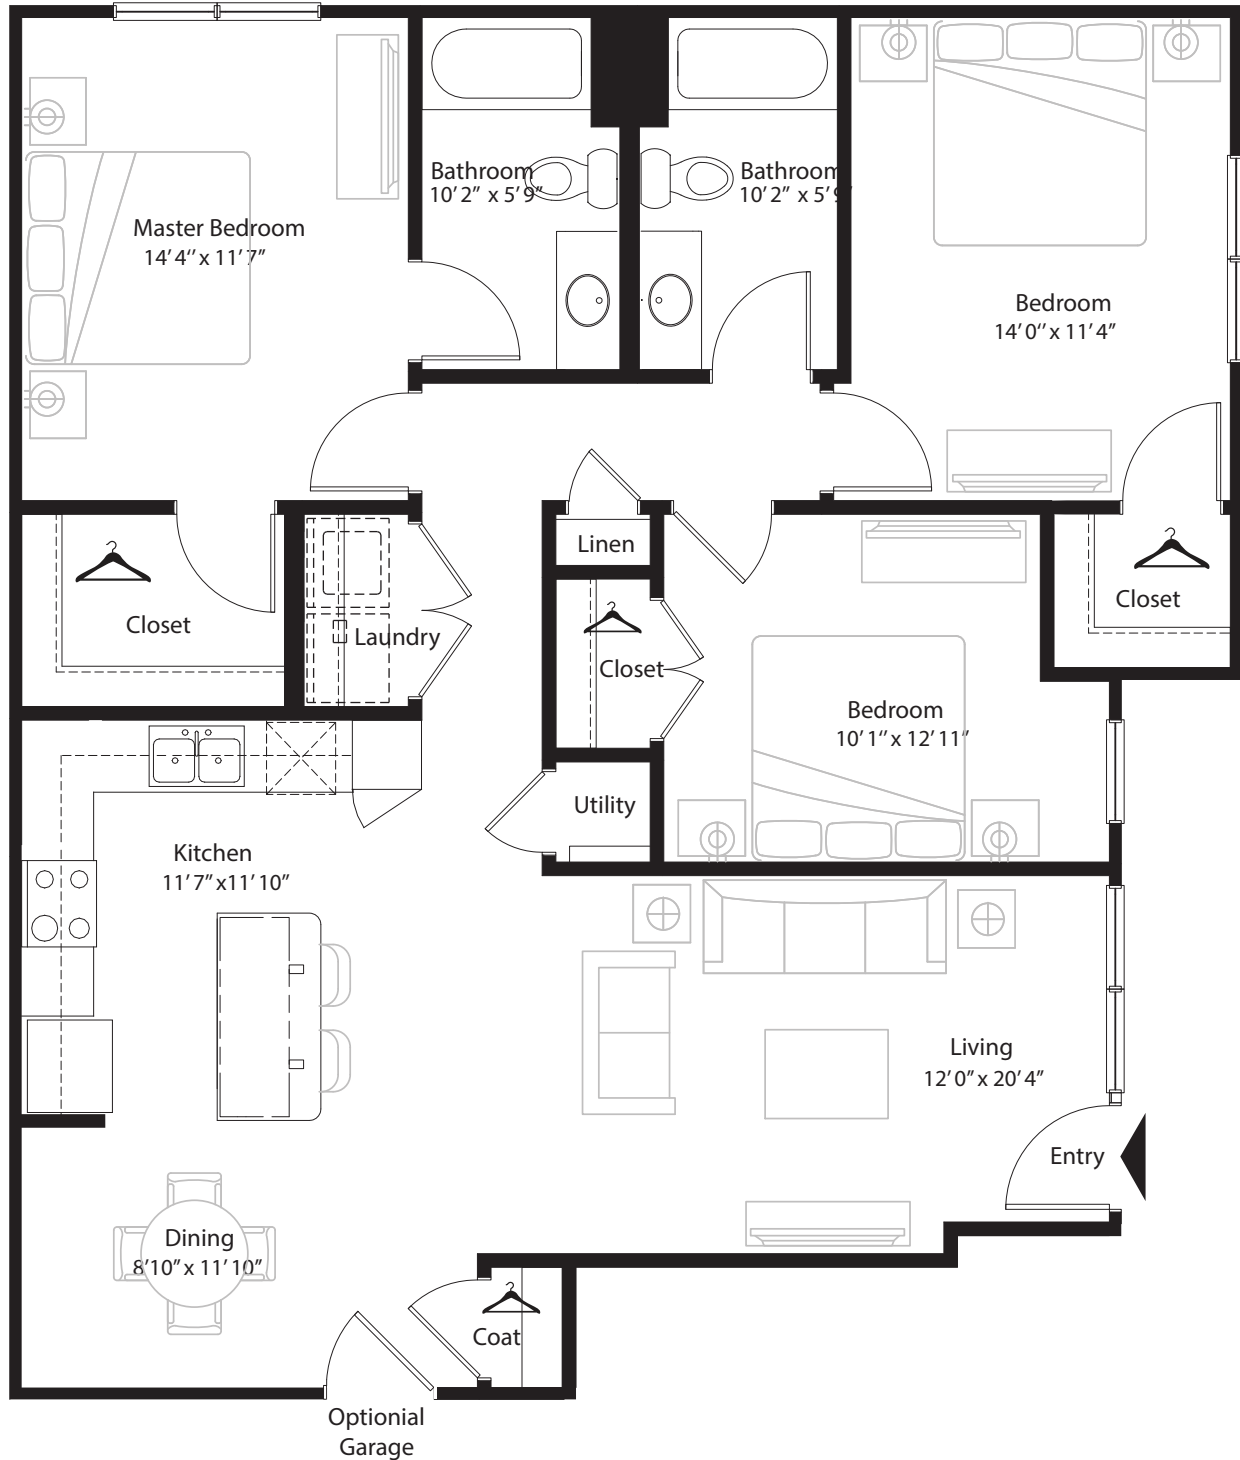 Bathroom
10'2" x 5'9"
Bathroom
10'2" x 5'9
Master Bedroom
14'4'' x 11'7"
Bedroom
14'0'' x 11'4"
Linen
Closet
Laundry
Closet
Closet
Bedroom
10'1" x 12'11"
Utility
Kitchen
11'7" x11'10"
Living
12'0" x 20'4"
Entry
Dining
8'10" x 11'10"
Coat
Optionial
Garage